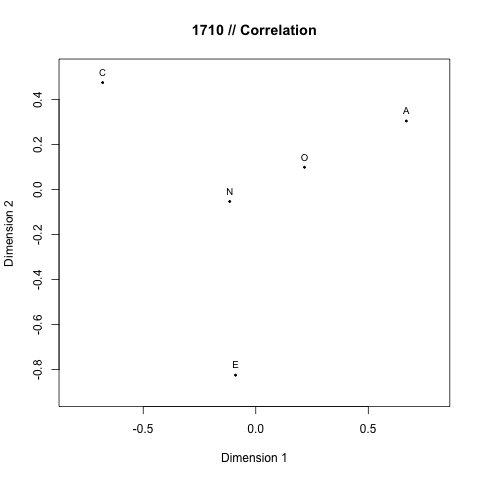 1710 // Correlation
C
A
O
N
E
Dimension 2
0.4
0.2
0.0
-0.2
-0.4
-0.6
-0.8
-0.5
0.0
0.5
Dimension 1